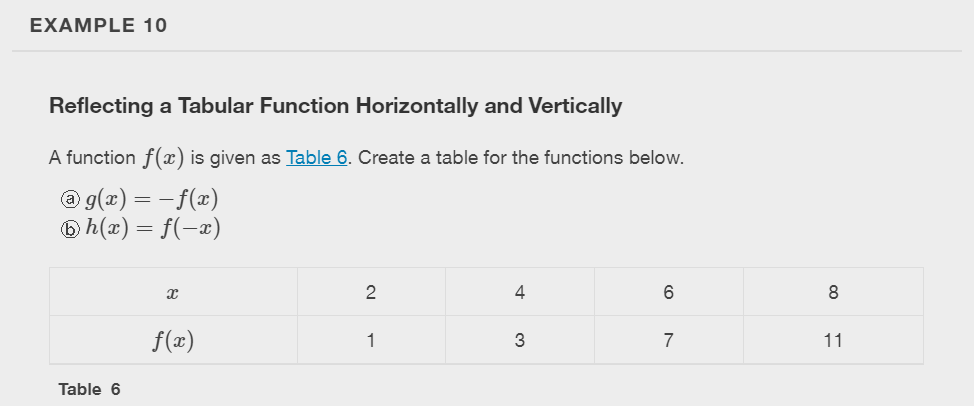 EXAMPLE 10
Reflecting a Tabular Function Horizontally and Vertically
A function f(x) is given as Table 6. Create a table for the functions below.
ⓐ g(x) = −f(x)
ⓑ h(x) = f(−x)
x 2 4 6 8
f(x) 1 3 7 11
Table 6